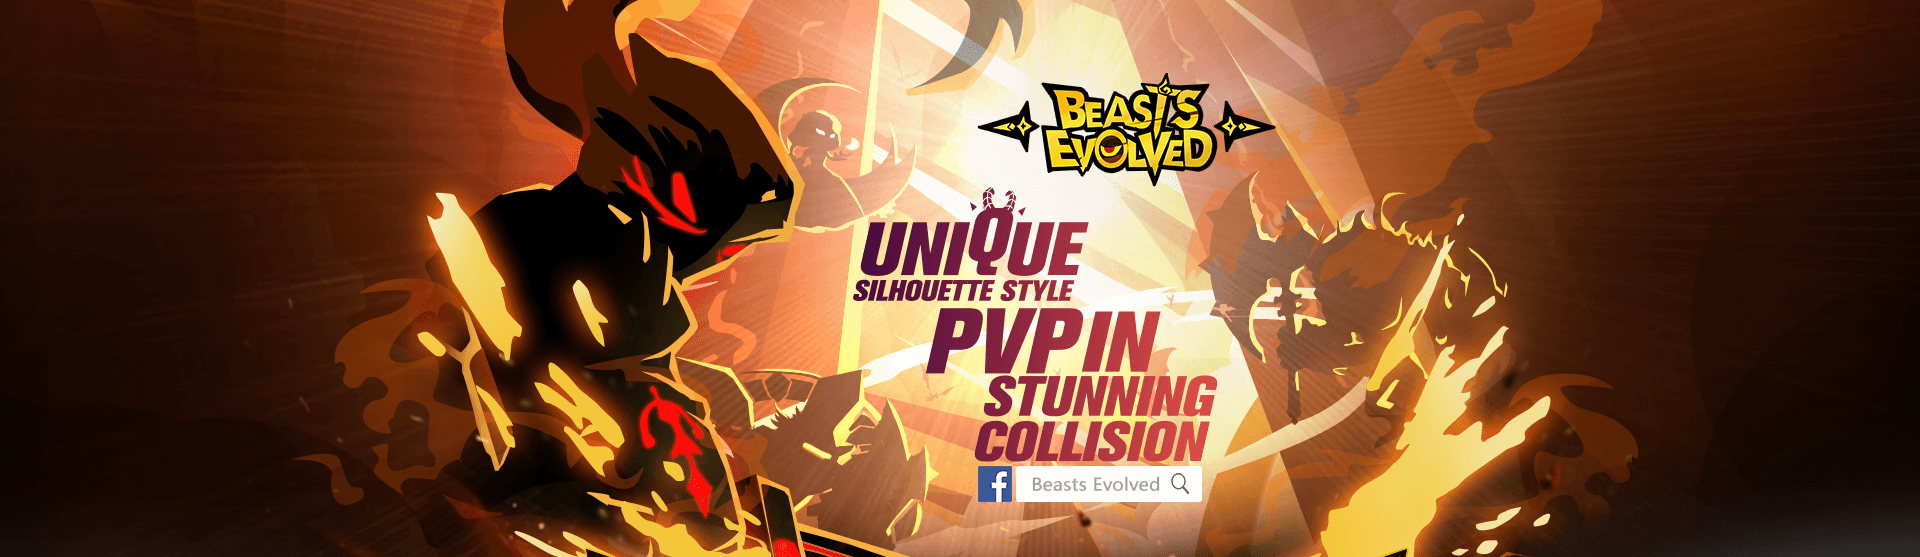 BEASTS
EVOLVED
UNIQUE
SILHOUETTE STYLE
PVP IN
STUNNING
COLLISION
f Beasts Evolved